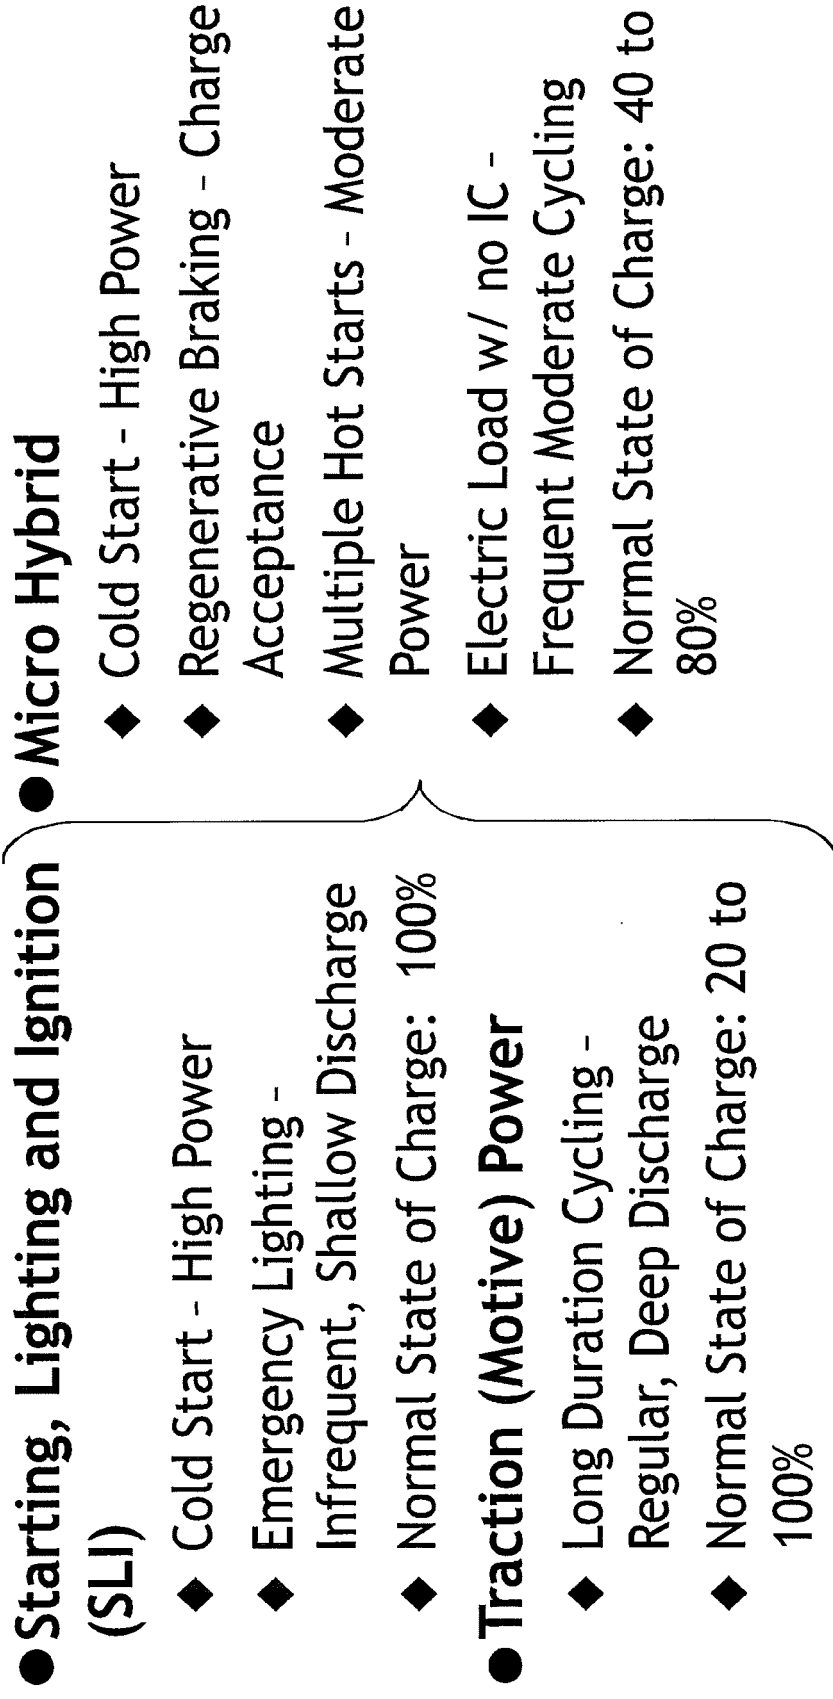 ●Starting, Lighting and Ignition
(SLI)
◆ Cold Start - High Power
◆ Emergency Lighting -
Infrequent, Shallow Discharge
◆ Normal State of Charge: 100%
●Traction (Motive) Power
◆ Long Duration Cycling -
Regular, Deep Discharge
◆ Normal State of Charge: 20 to
100%
●Micro Hybrid
◆ Cold Start - High Power
◆ Regenerative Braking - Charge
Acceptance
◆ Multiple Hot Starts - Moderate
Power
◆ Electric Load w/ no IC -
Frequent Moderate Cycling
◆ Normal State of Charge: 40 to
80%